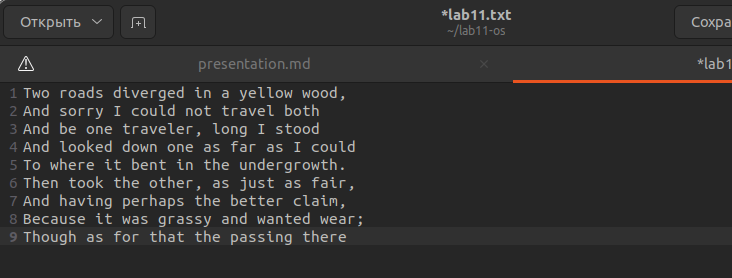 Открыть
*lab11.txt
~/lab11-os
Сохра
presentation.md
*lab1
1 Two roads diverged in a yellow wood,
2 And sorry I could not travel both
3 And be one traveler, long I stood
4 And looked down one as far as I could
5 To where it bent in the undergrowth.
6 Then took the other, as just as fair,
7 And having perhaps the better claim,
8 Because it was grassy and wanted wear;
9 Though as for that the passing there